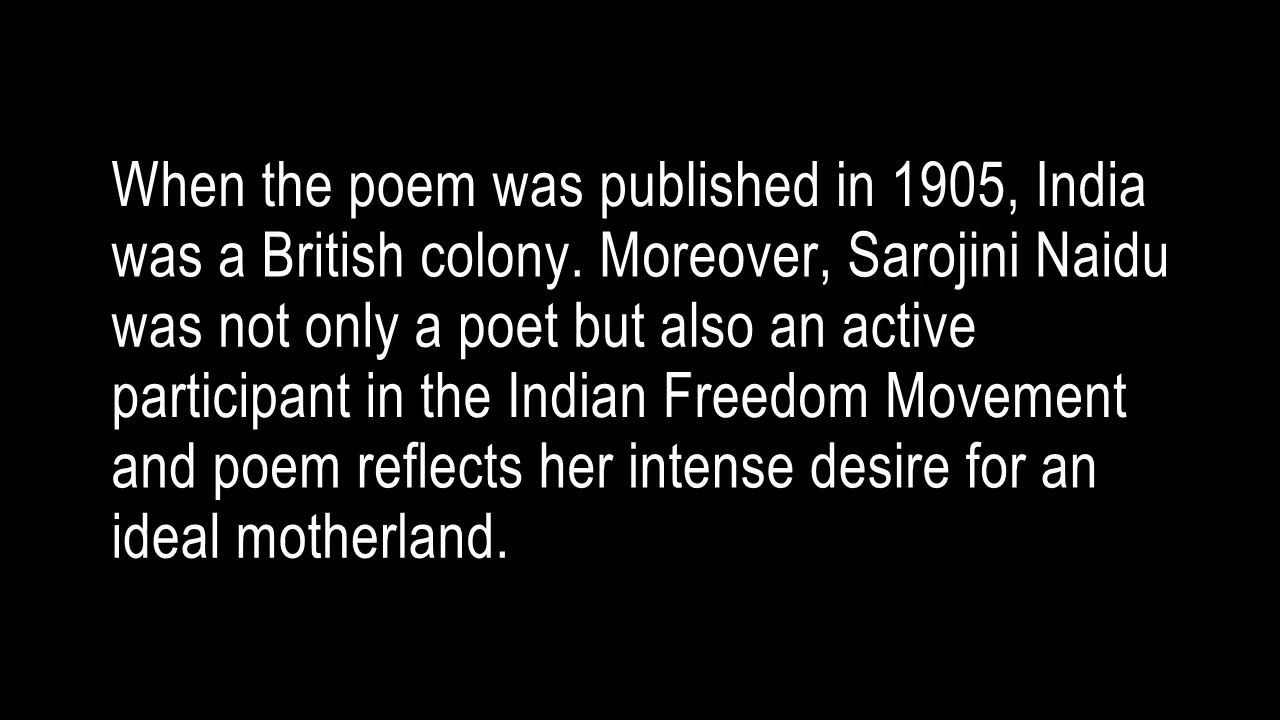 When the poem was published in 1905, India
was a British colony. Moreover, Sarojini Naidu
was not only a poet but also an active
participant in the Indian Freedom Movement
and poem reflects her intense desire for an
ideal motherland.